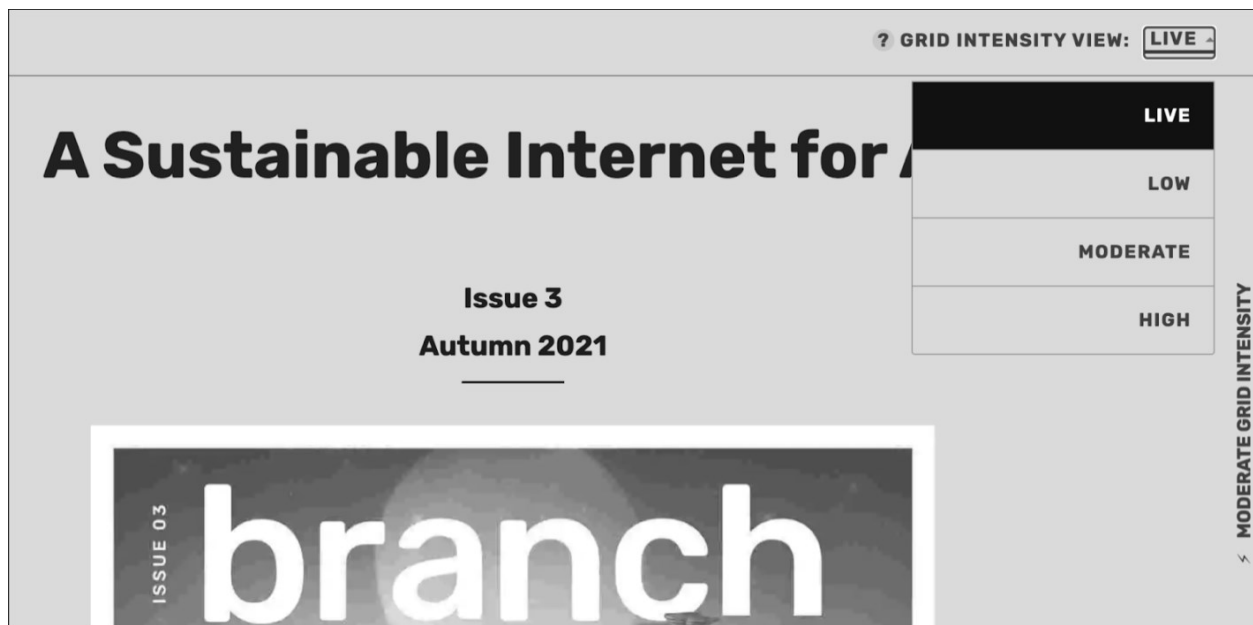 ? GRID INTENSITY VIEW: LIVE
LIVE
A Sustainable Internet for
LOW
MODERATE
HIGH
Issue 3
Autumn 2021
MODERATE GRID INTENSITY
ISSUE 03
branch